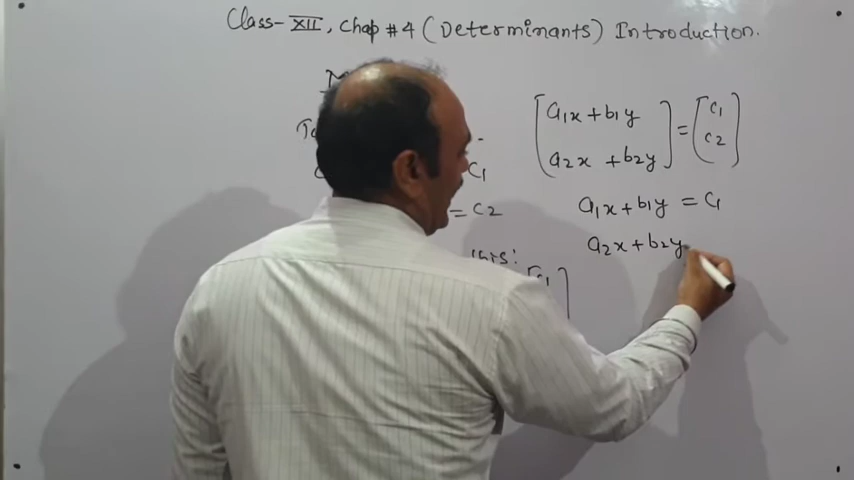 Class-XII, Chap #4 (Determinants) Introduction.
C1
= C2
[C1
[a1x + b1y
a2x + b2y] = [C1
C2]
a1x + b1y = C1
a2x + b2y